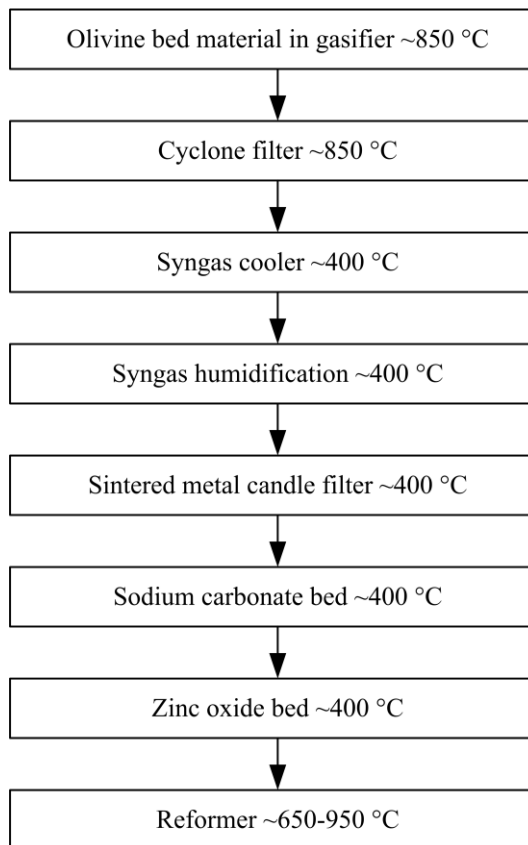 Olivine bed material in gasifier ~850 °C
Cyclone filter ~850 °C
Syngas cooler ~400 °C
Syngas humidification ~400 °C
Sintered metal candle filter ~400 °C
Sodium carbonate bed ~400 °C
Zinc oxide bed ~400 °C
Reformer ~650-950 °C